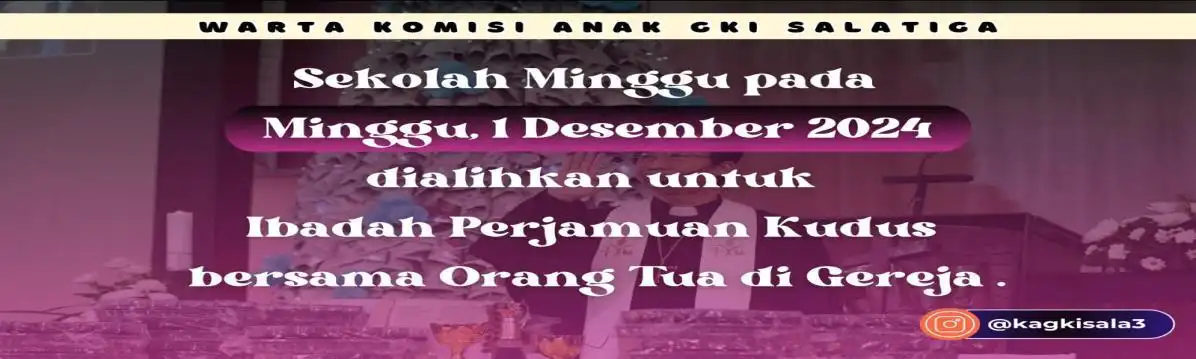 WARTA KOMISI ANAK GKI SALATIGA
Sekolah Minggu pada
Minggu, 1 Desember 2024
dialihkan untuk
Ibadah Perjamuan Kudus
bersama Orang Tua di Gereja .
@kagkisala3